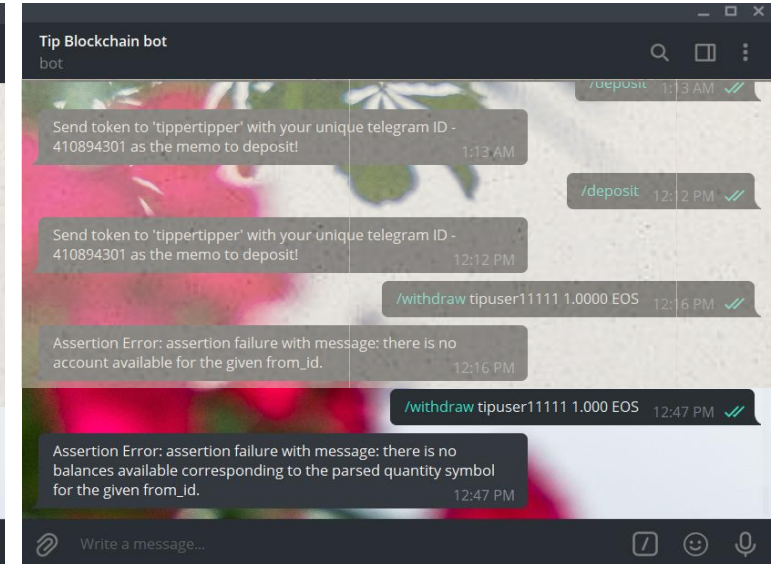 Tip Blockchain bot
bot
/deposit 1:13 AM
Send token to 'tippertipper' with your unique telegram ID -
410894301 as the memo to deposit!
1:13 AM
/deposit 12:12 PM
Send token to 'tippertipper' with your unique telegram ID -
410894301 as the memo to deposit!
12:12 PM
/withdraw tipuser11111 1.0000 EOS 12:16 PM
Assertion Error: assertion failure with message: there is no
account available for the given from_id.
12:16 PM
/withdraw tipuser11111 1.000 EOS 12:47 PM
Assertion Error: assertion failure with message: there is no
balances available corresponding to the parsed quantity symbol
for the given from_id.
12:47 PM
Write a message...